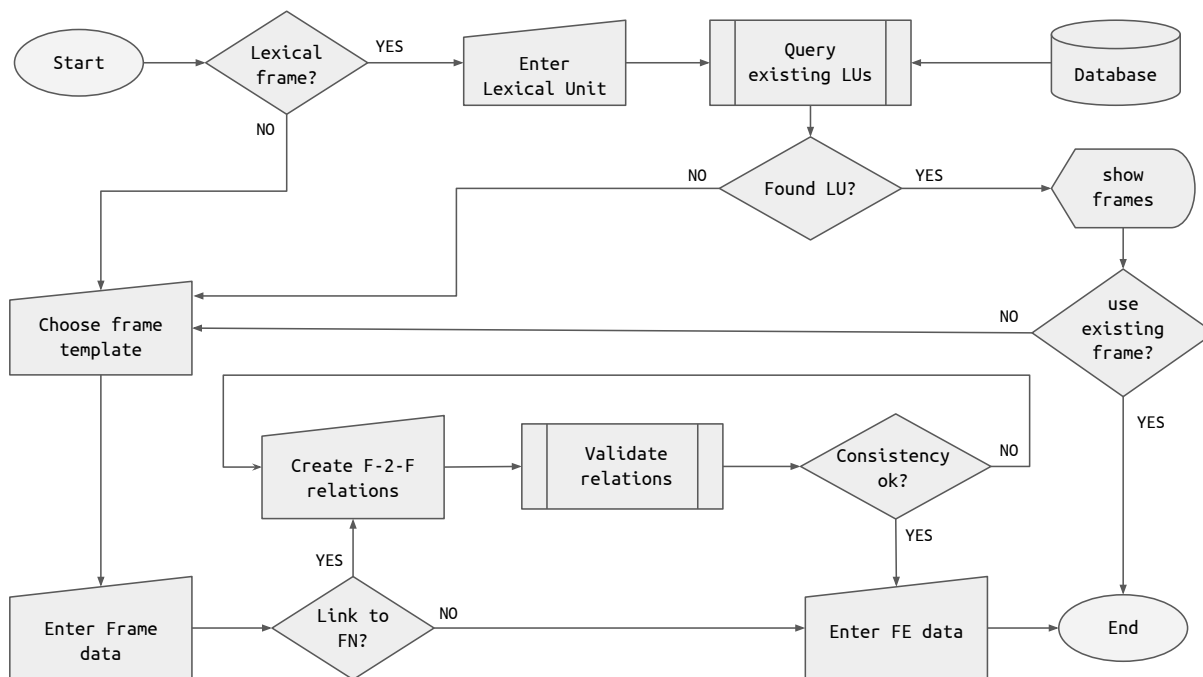 Start
Lexical
frame?
YES
NO
Enter
Lexical Unit
Query
existing LUs
Database
Found LU?
NO
YES
show
frames
use
existing
frame?
NO
YES
Choose frame
template
Create F-2-F
relations
Validate
relations
Consistency
ok?
NO
YES
YES
Enter Frame
data
Link to
FN?
NO
Enter FE data
End